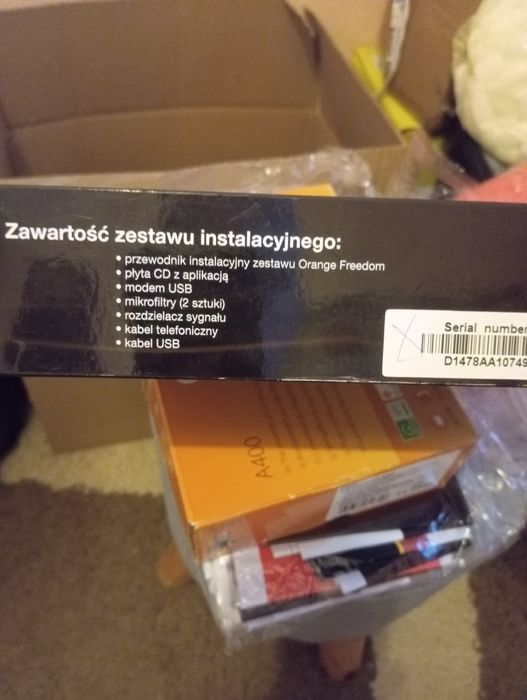 Zawartość zestawu instalacyjnego:
• przewodnik instalacyjny zestawu Orange Freedom
• płyta CD z aplikacją
• modem USB
• mikrofiltry (2 sztuki)
• rozdzielacz sygnału
• kabel telefoniczny
• kabel USB
Serial number
D1478AA10749
A400